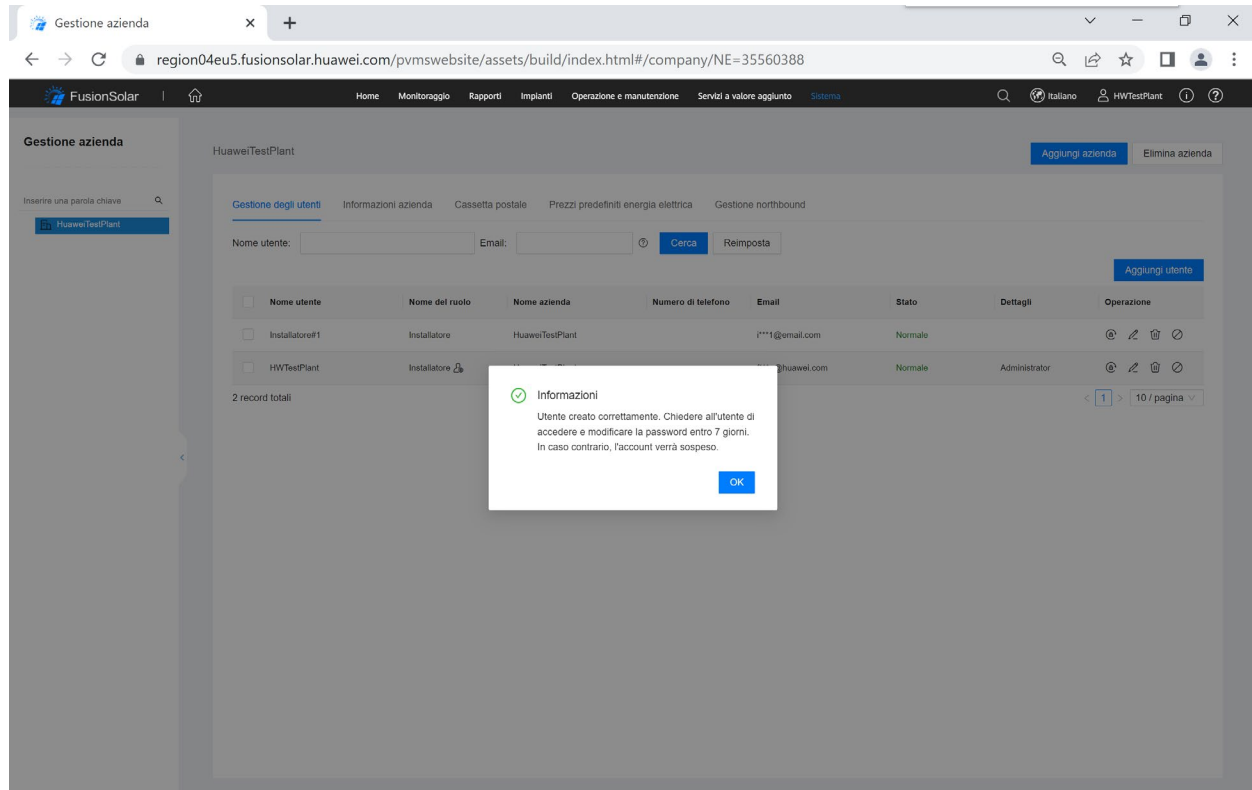 Gestione azienda
region04eu5.fusionsolar.huawei.com/pvmswebsite/assets/build/index.html#/company/NE=35560388
FusionSolar Home Monitoraggio Rapporti Impianti Operazione e manutenzione Servizi a valore aggiunto Sistema Italiano HWTestPlant
Gestione azienda
HuaweiTestPlant Aggiungi azienda Elimina azienda
Inserire una parola chiave
HuaweiTestPlant
Gestione degli utenti Informazioni azienda Cassetta postale Prezzi predefiniti energia elettrica Gestione northbound
Nome utente: Email: Cerca Reimposta
Aggiungi utente
Nome utente Nome del ruolo Nome azienda Numero di telefono Email Stato Dettagli Operazione
Installatore#1 Installatore HuaweiTestPlant i***1@email.com Normale
HWTestPlant Installatore @huawei.com Normale Administrator
2 record totali < 1 > 10 / pagina
Informazioni
Utente creato correttamente. Chiedere all'utente di
accedere e modificare la password entro 7 giorni.
In caso contrario, l'account verrà sospeso.
OK